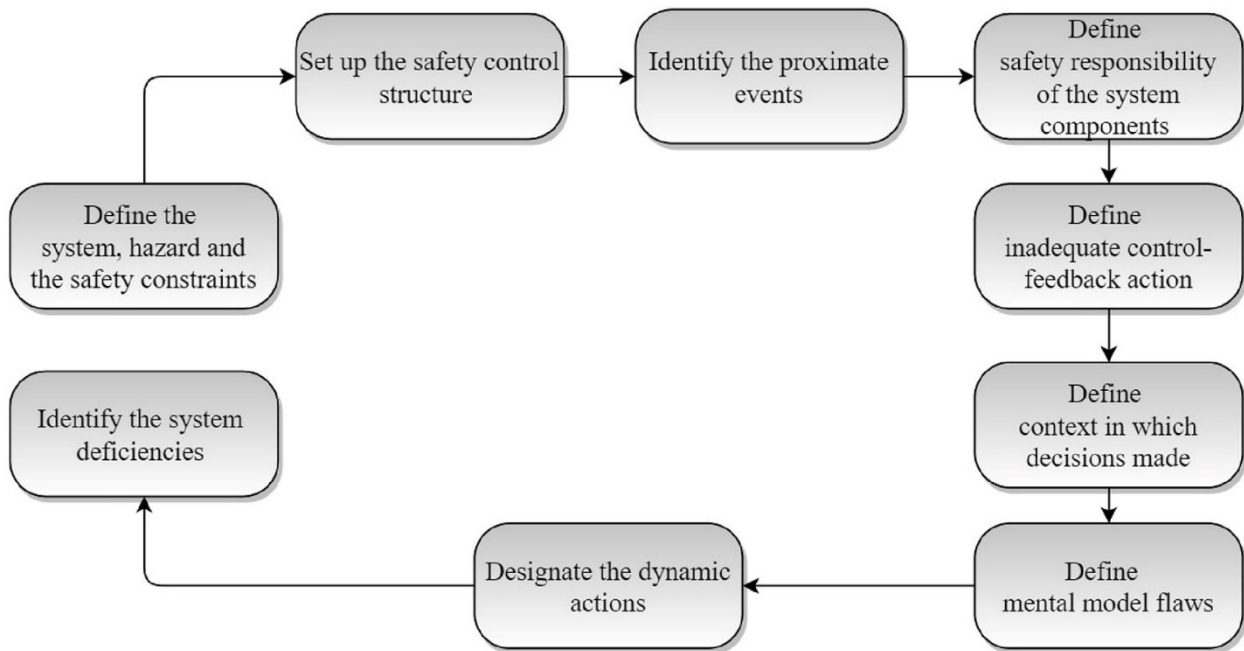 Define the
system, hazard and
the safety constraints
Set up the safety control
structure
Identify the proximate
events
Define
safety responsibility
of the system
components
Define
inadequate control-
feedback action
Define
context in which
decisions made
Define
mental model flaws
Designate the dynamic
actions
Identify the system
deficiencies